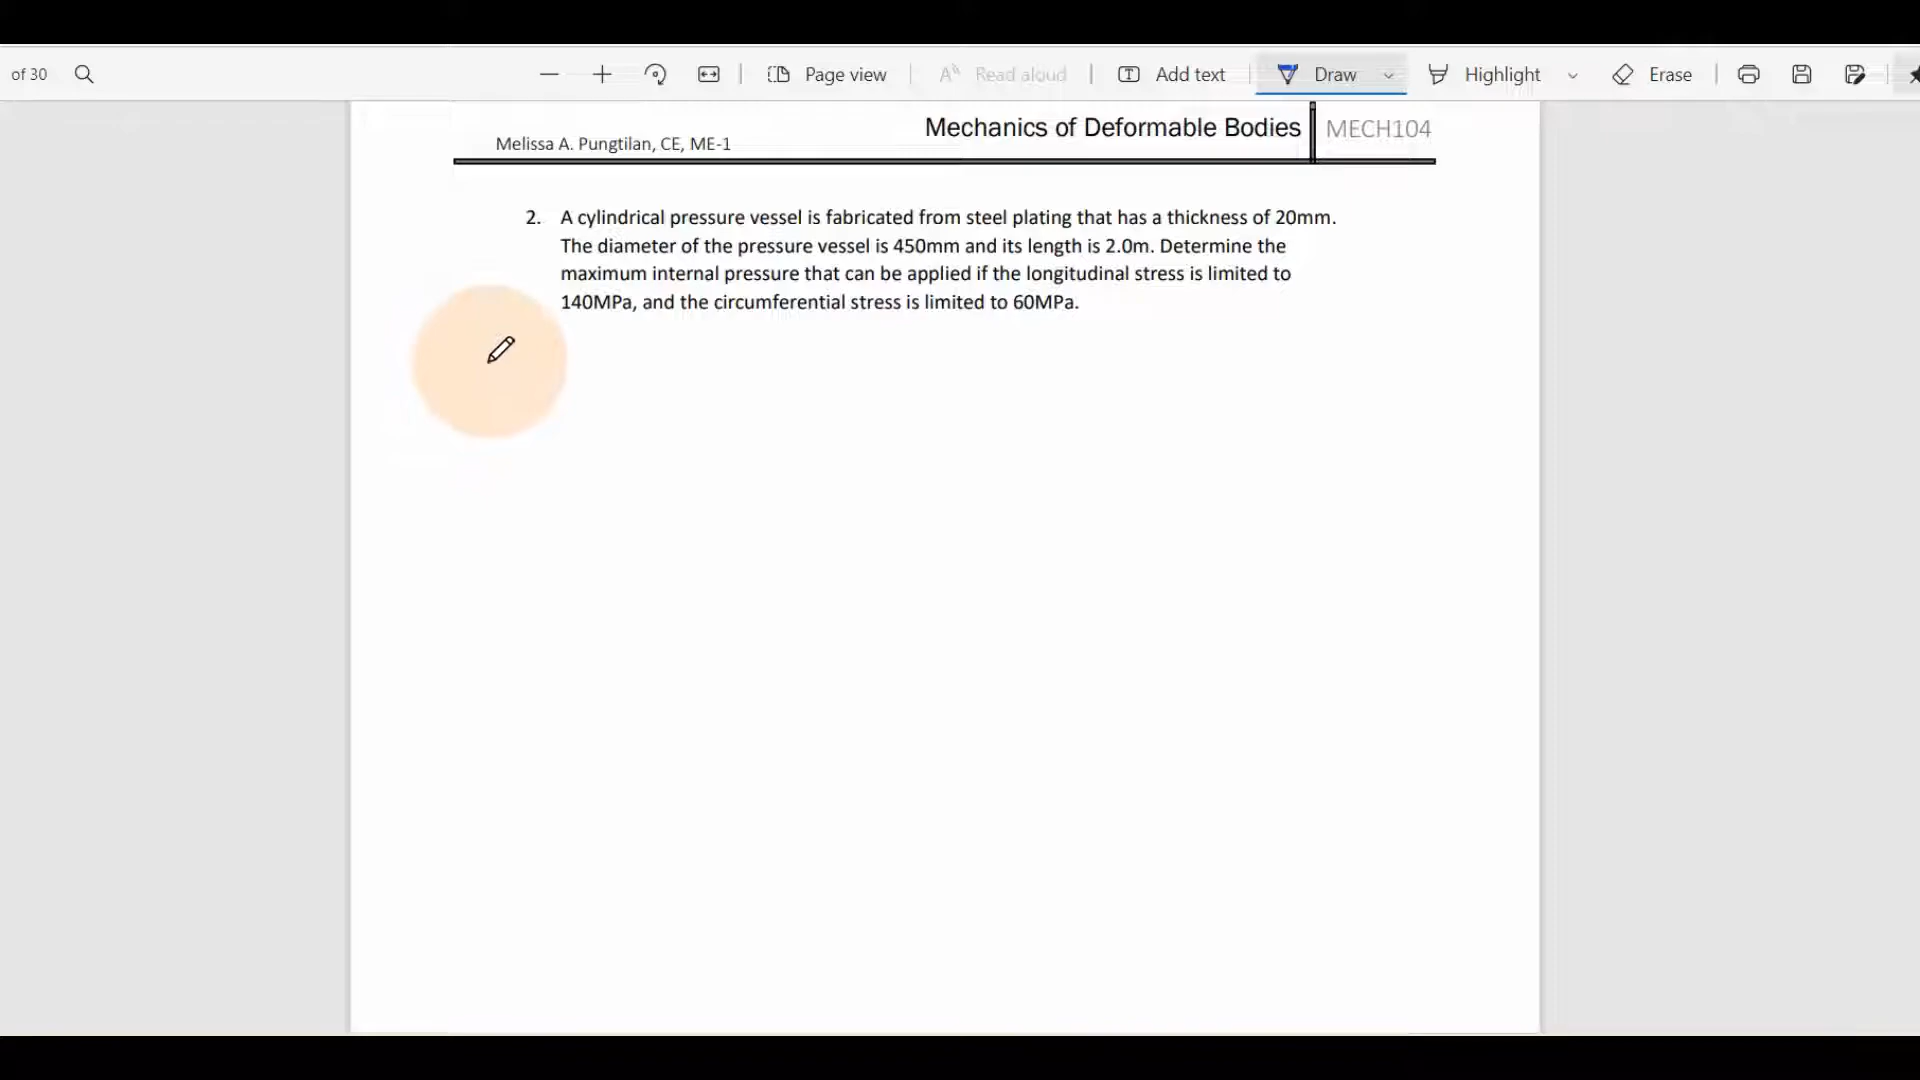 of 30
Page view
Read aloud
Add text
Draw
Highlight
Erase
Mechanics of Deformable Bodies
MECH104
Melissa A. Pungtilan, CE, ME-1
2. A cylindrical pressure vessel is fabricated from steel plating that has a thickness of 20mm.
The diameter of the pressure vessel is 450mm and its length is 2.0m. Determine the
maximum internal pressure that can be applied if the longitudinal stress is limited to
140MPa, and the circumferential stress is limited to 60MPa.